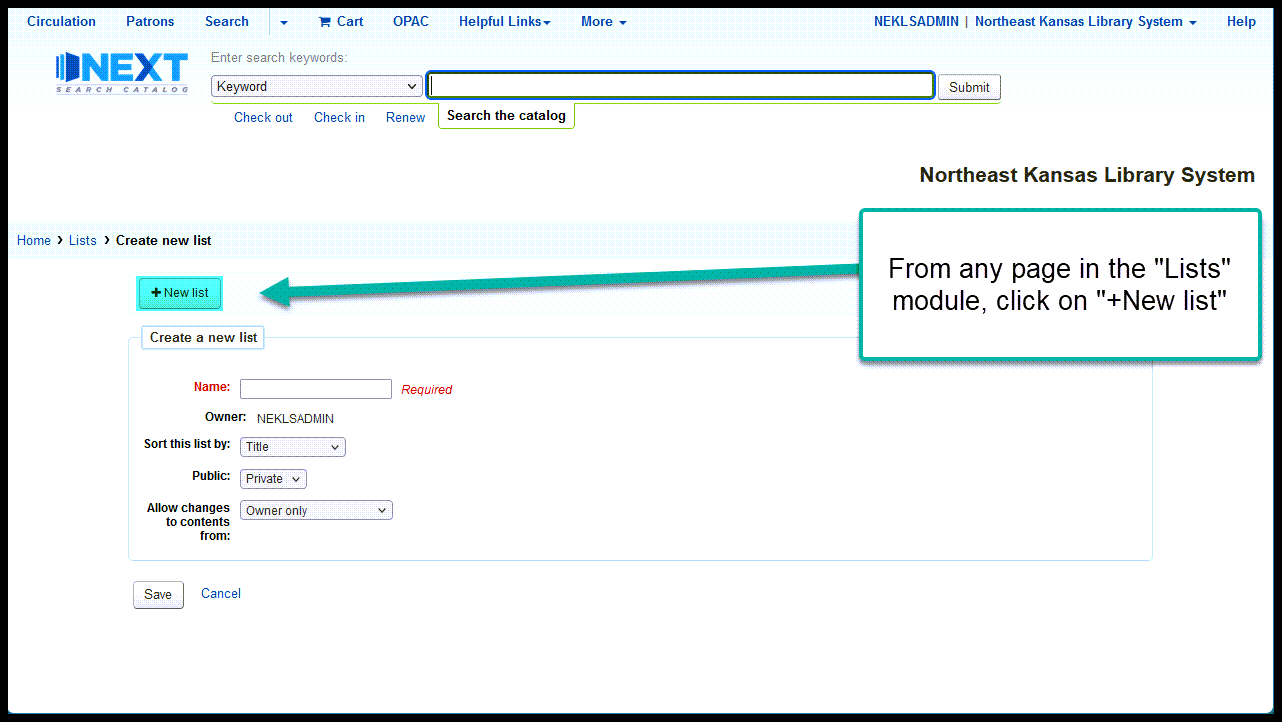 Circulation Patrons Search Cart OPAC Helpful Links More NEKLSADMIN | Northeast Kansas Library System Help
NEXT
SEARCH CATALOG
Enter search keywords:
Keyword Submit
Check out Check in Renew Search the catalog
Northeast Kansas Library System
Home › Lists › Create new list
From any page in the "Lists"
module, click on "+New list"
+ New list
Create a new list
Name: Required
Owner: NEKLSADMIN
Sort this list by: Title
Public: Private
Allow changes
to contents
from:
Owner only
Save Cancel